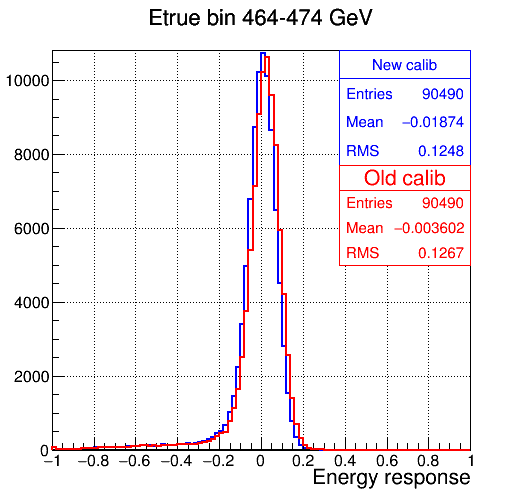 Etrue bin 464-474 GeV
New calib
Entries 90490
Mean −0.01874
RMS 0.1248
Old calib
Entries 90490
Mean −0.003602
RMS 0.1267
10000
8000
6000
4000
2000
0
−1 −0.8 −0.6 −0.4 −0.2 0 0.2 0.4 0.6 0.8 1
Energy response